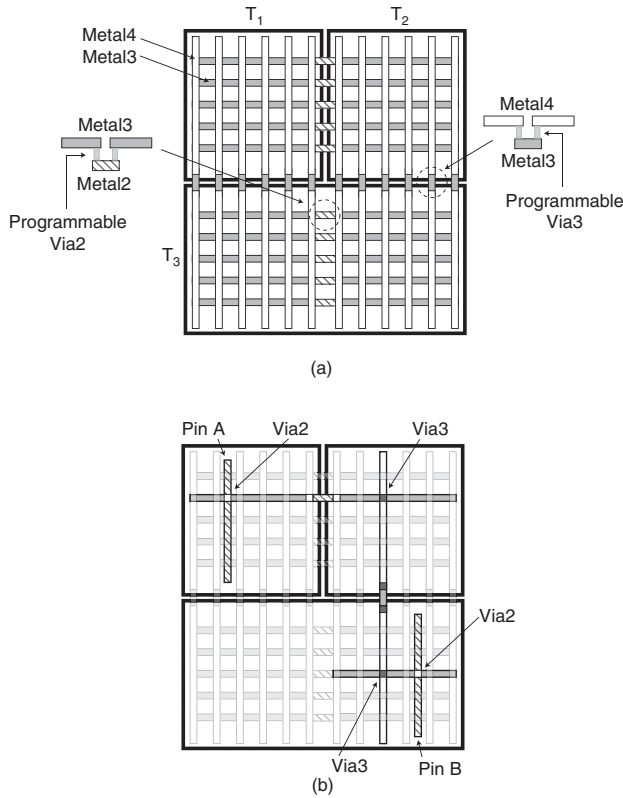 T1
T2
Metal4
Metal3
Metal3
Metal2
Programmable
Via2
Metal4
Metal3
Programmable
Via3
T3
(a)
Pin A
Via2
Via3
Via2
Via3
Pin B
(b)